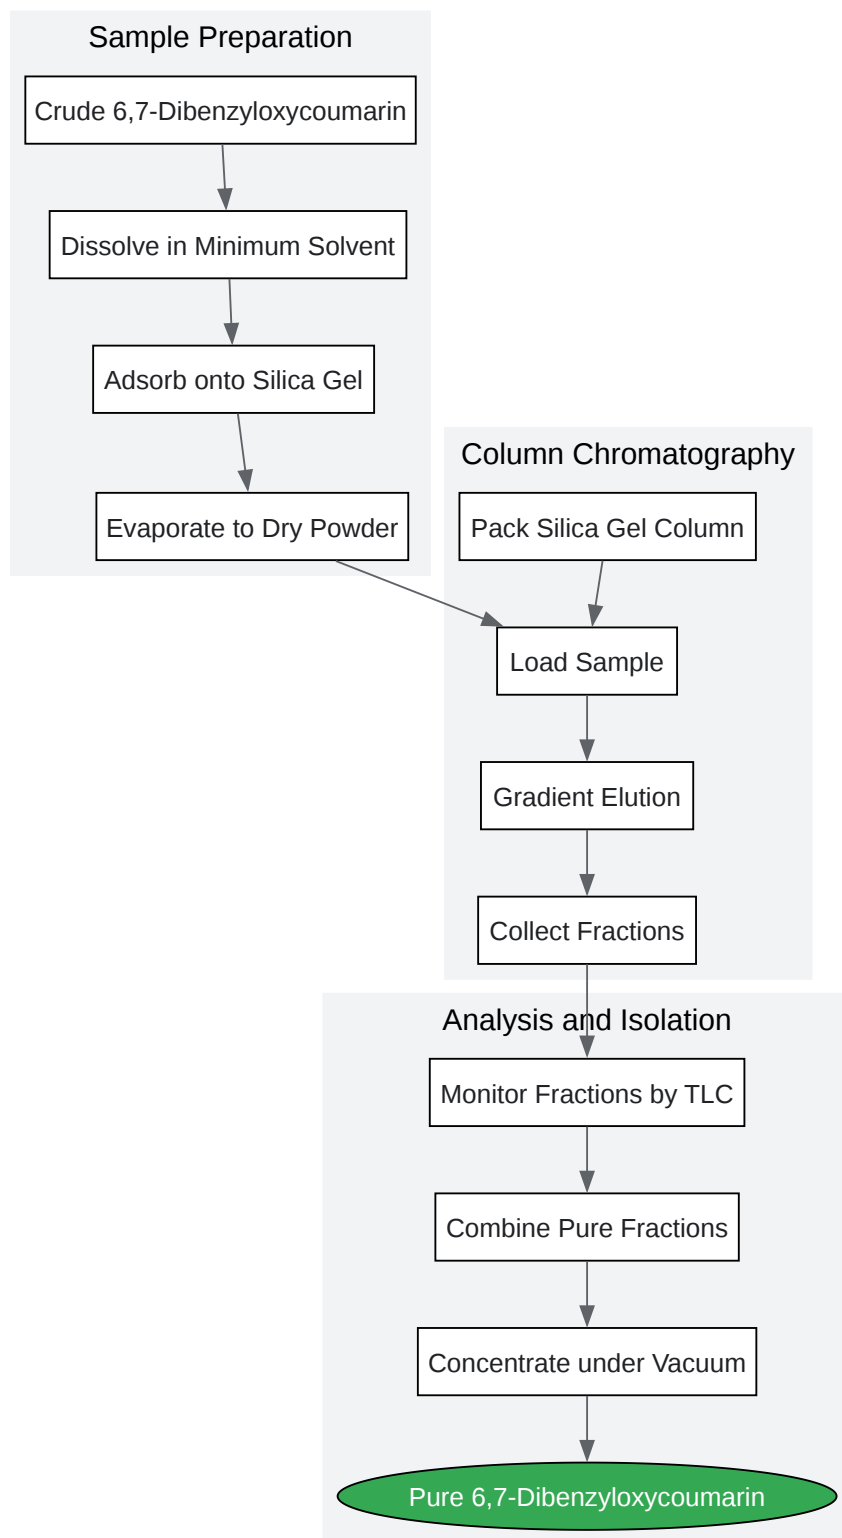 Sample Preparation
Crude 6,7-Dibenzyloxycoumarin
Dissolve in Minimum Solvent
Adsorb onto Silica Gel
Evaporate to Dry Powder
Column Chromatography
Pack Silica Gel Column
Load Sample
Gradient Elution
Collect Fractions
Analysis and Isolation
Monitor Fractions by TLC
Combine Pure Fractions
Concentrate under Vacuum
Pure 6,7-Dibenzyloxycoumarin